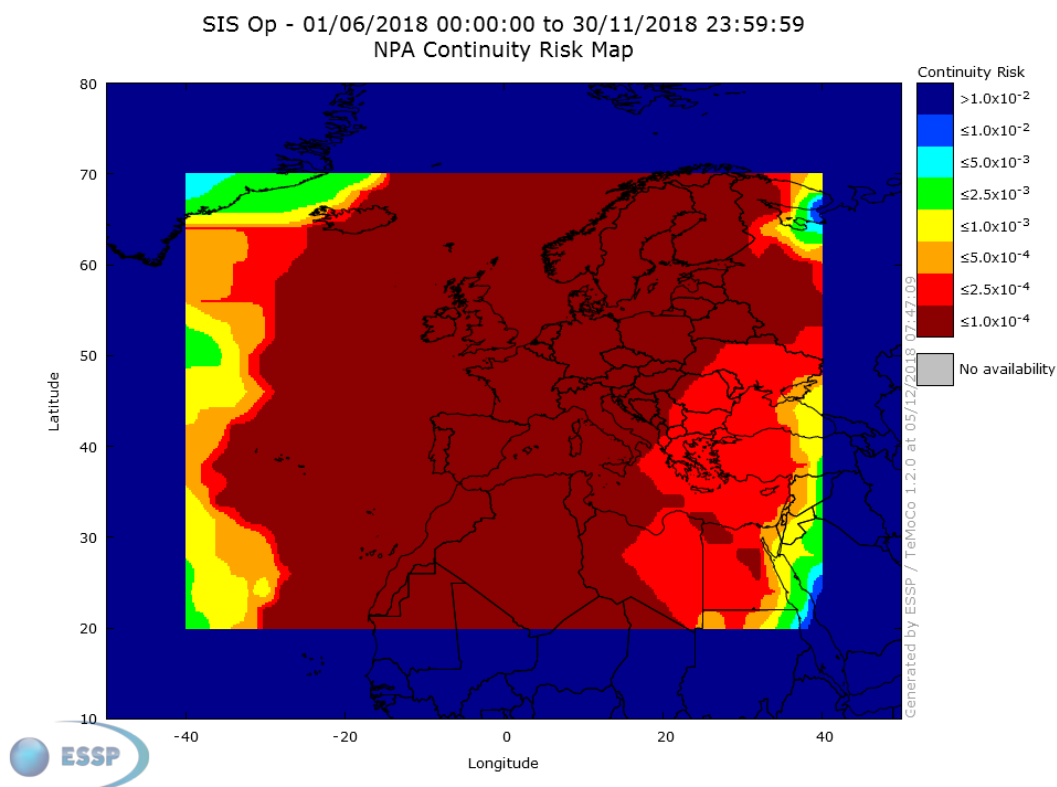 SIS Op - 01/06/2018 00:00:00 to 30/11/2018 23:59:59
NPA Continuity Risk Map
Continuity Risk
>1.0x10⁻²
≤1.0x10⁻²
≤5.0x10⁻³
≤2.5x10⁻³
≤1.0x10⁻³
≤5.0x10⁻⁴
≤2.5x10⁻⁴
≤1.0x10⁻⁴
No availability
80
70
60
50
40
30
20
10
Latitude
-40
-20
0
20
40
Longitude
Generated by ESSP / TeMoCo 1.2.0 at 05/12/2018 07:47:09
ESSP